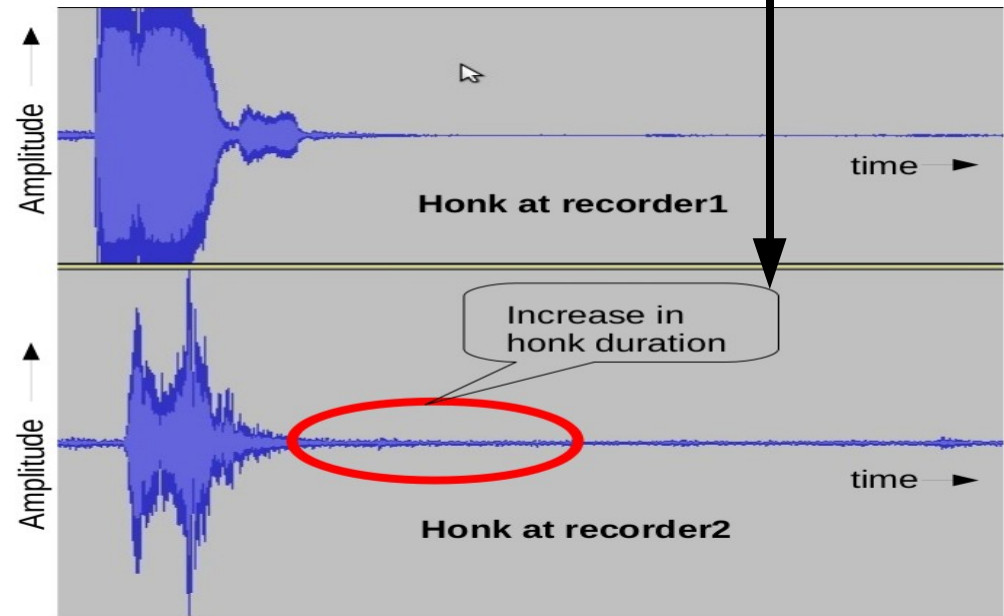 Amplitude
time
Honk at recorder1
Increase in
honk duration
Amplitude
time
Honk at recorder2